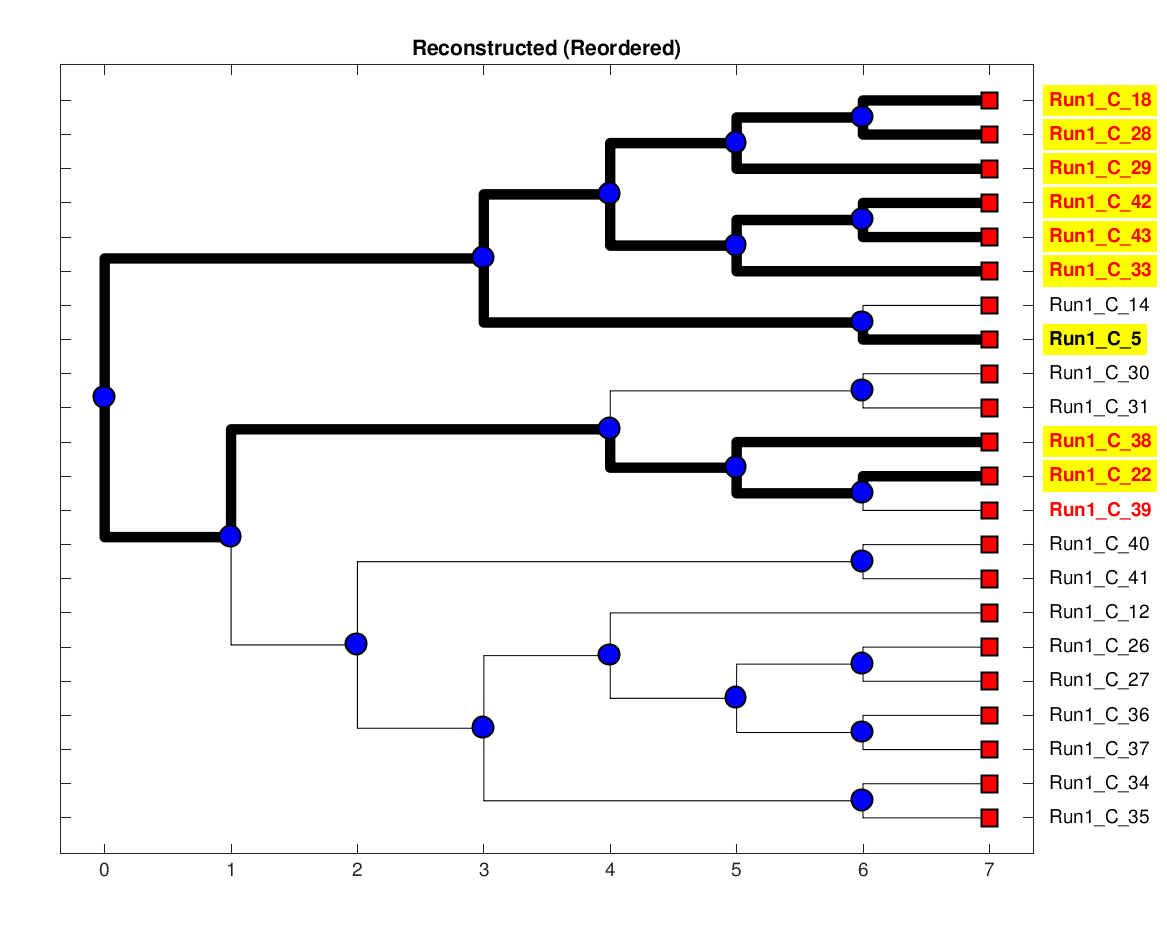 Reconstructed (Reordered)
Run1_C_18
Run1_C_28
Run1_C_29
Run1_C_42
Run1_C_43
Run1_C_33
Run1_C_14
Run1_C_5
Run1_C_30
Run1_C_31
Run1_C_38
Run1_C_22
Run1_C_39
Run1_C_40
Run1_C_41
Run1_C_12
Run1_C_26
Run1_C_27
Run1_C_36
Run1_C_37
Run1_C_34
Run1_C_35
0 1 2 3 4 5 6 7